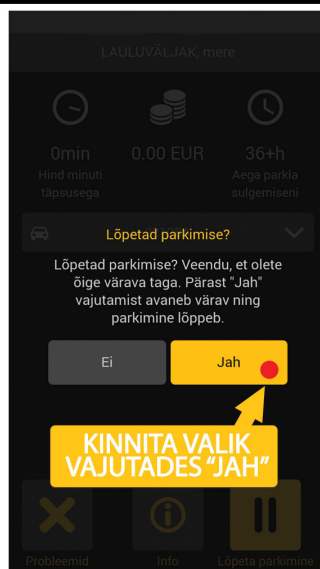 LAULUVÄLJAK, mere
0min
0.00 EUR
36+h
Hind minuti
täpsusega
Aega parkla
sulgemiseni
Lõpetad parkimise?
Lõpetad parkimise? Veendu, et olete
õige värava taga. Pärast "Jah"
vajutamist avaneb värav ning
parkimine lõppeb.
Ei
Jah
KINNITA VALIK
VAJUTADES “JAH”
Probleemid
Info
Lõpeta parkimine